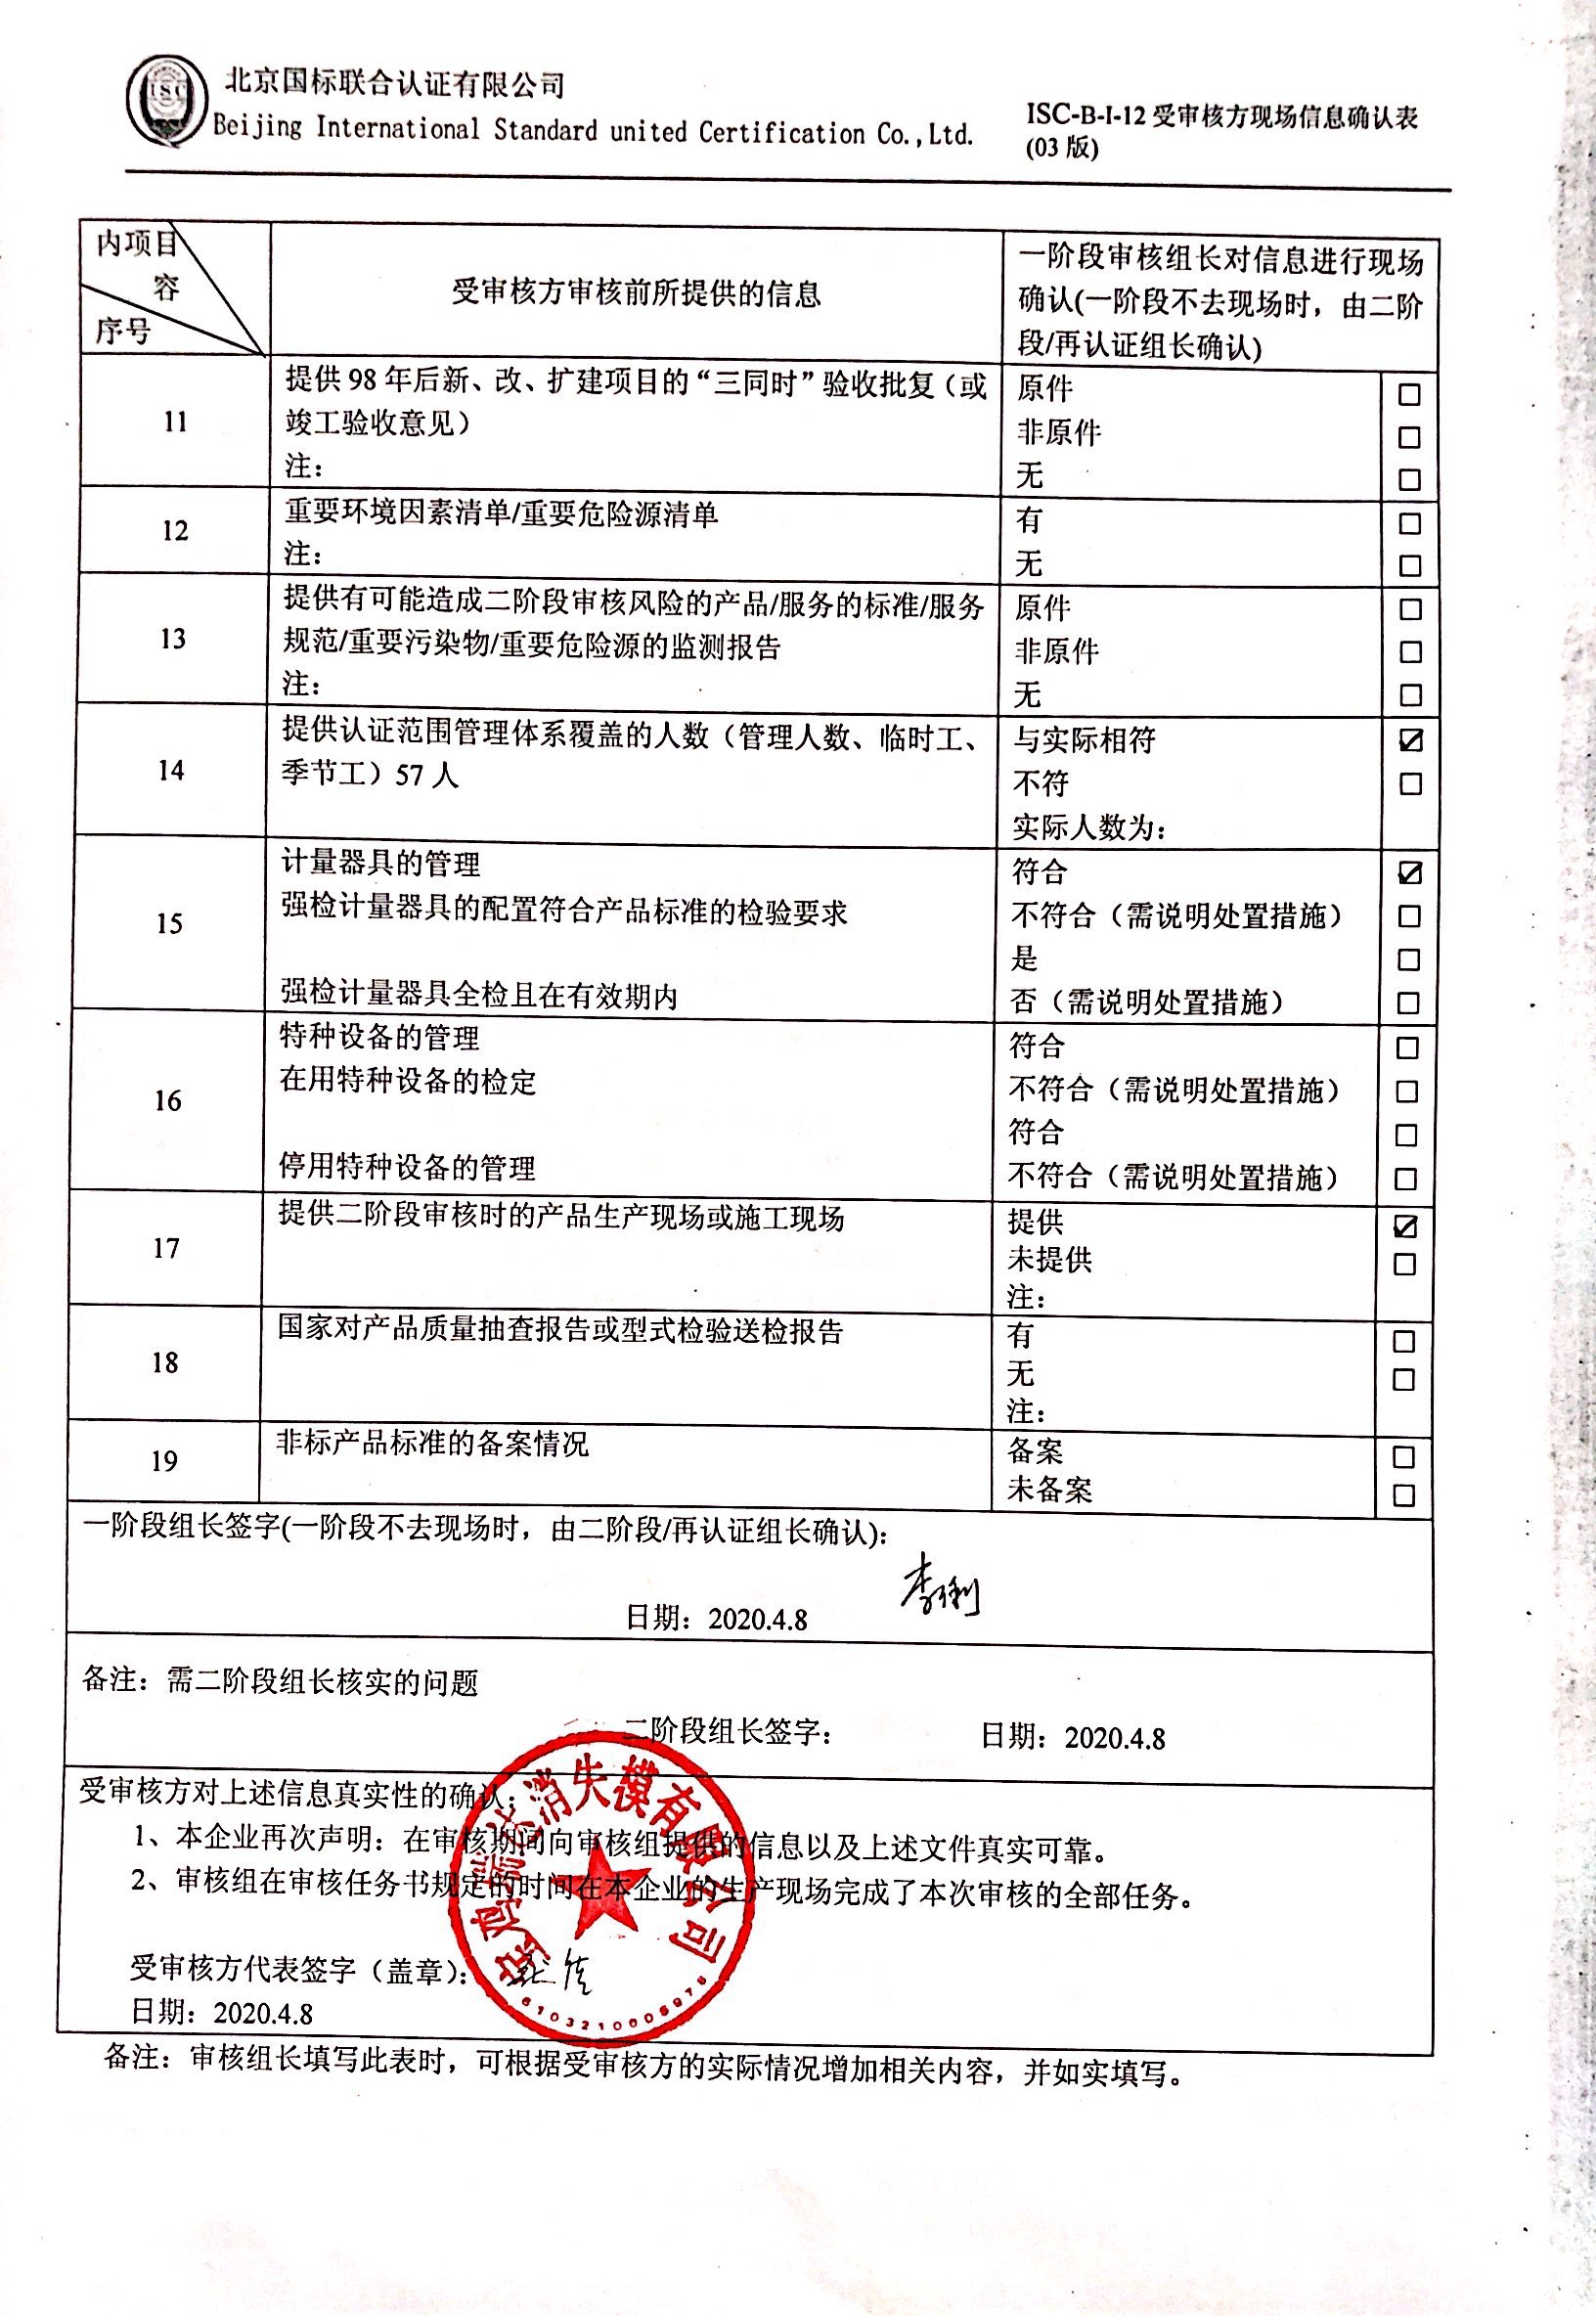 ISC
北京国标联合认证有限公司
Beijing International Standard united Certification Co.,Ltd.
ISC-B-I-12 受审核方现场信息确认表
(03 版)
内项目
容
序号
受审核方审核前所提供的信息
一阶段审核组长对信息进行现场
确认(一阶段不去现场时，由二阶
段/再认证组长确认)
11
提供 98 年后新、改、扩建项目的“三同时”验收批复（或
竣工验收意见）
注：
原件 □
非原件 □
无 □
12
重要环境因素清单/重要危险源清单
注：
有 □
无 □
13
提供有可能造成二阶段审核风险的产品/服务的标准/服务
规范/重要污染物/重要危险源的监测报告
注：
原件 □
非原件 □
无 □
14
提供认证范围管理体系覆盖的人数（管理人数、临时工、
季节工）57 人
与实际相符 ☑
不符 □
实际人数为：
15
计量器具的管理
强检计量器具的配置符合产品标准的检验要求
强检计量器具全检且在有效期内
符合 ☑
不符合（需说明处置措施） □
是 □
否（需说明处置措施） □
16
特种设备的管理
在用特种设备的检定
停用特种设备的管理
符合 □
不符合（需说明处置措施） □
符合 □
不符合（需说明处置措施） □
17
提供二阶段审核时的产品生产现场或施工现场
提供 ☑
未提供 □
注：
18
国家对产品质量抽查报告或型式检验送检报告
有 □
无 □
注：
19
非标产品标准的备案情况
备案 □
未备案 □
一阶段组长签字(一阶段不去现场时，由二阶段/再认证组长确认)：
李俐
日期：2020.4.8
备注：需二阶段组长核实的问题
二阶段组长签字： 日期：2020.4.8
受审核方对上述信息真实性的确认：
1、本企业再次声明：在审核期间向审核组提供的信息以及上述文件真实可靠。
2、审核组在审核任务书规定的时间在本企业的生产现场完成了本次审核的全部任务。
受审核方代表签字（盖章）：
日期：2020.4.8
达消失模有限公司
备注：审核组长填写此表时，可根据受审核方的实际情况增加相关内容，并如实填写。